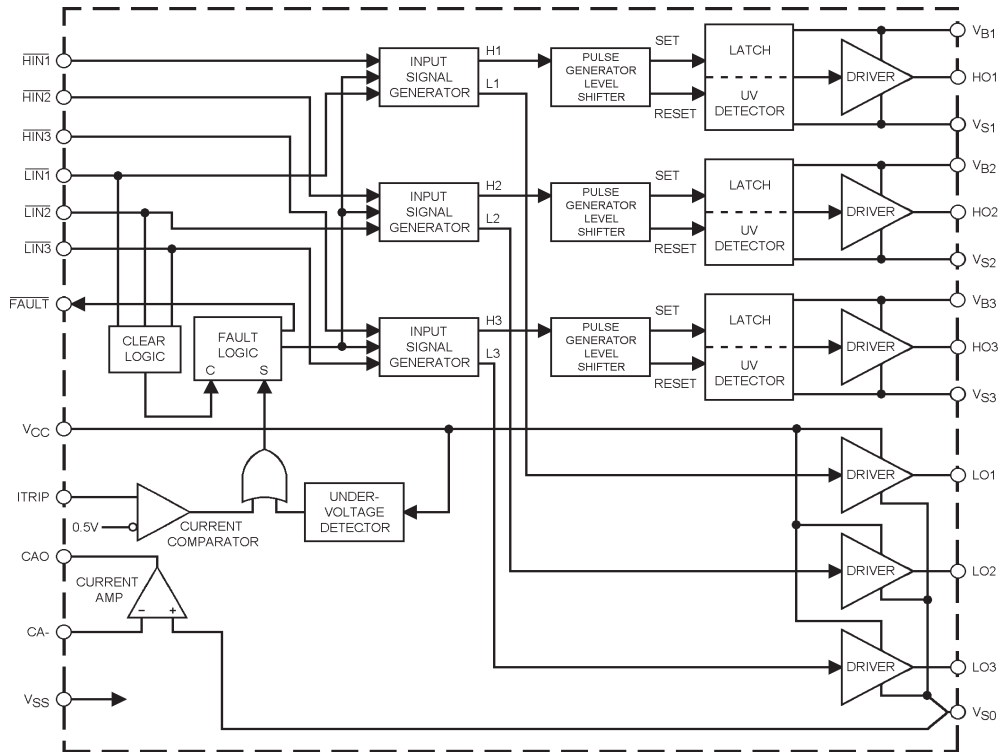 HIN1
HIN2
HIN3
LIN1
LIN2
LIN3
FAULT
VCC
ITRIP
0.5V
CAO
CA-
VSS
CLEAR
LOGIC
FAULT
LOGIC
C S
CURRENT
COMPARATOR
UNDER-
VOLTAGE
DETECTOR
CURRENT
AMP
- +
INPUT
SIGNAL
GENERATOR
H1
L1
PULSE
GENERATOR
LEVEL
SHIFTER
SET
RESET
LATCH
UV
DETECTOR
DRIVER
VB1
HO1
VS1
INPUT
SIGNAL
GENERATOR
H2
L2
PULSE
GENERATOR
LEVEL
SHIFTER
SET
RESET
LATCH
UV
DETECTOR
DRIVER
VB2
HO2
VS2
INPUT
SIGNAL
GENERATOR
H3
L3
PULSE
GENERATOR
LEVEL
SHIFTER
SET
RESET
LATCH
UV
DETECTOR
DRIVER
VB3
HO3
VS3
DRIVER
LO1
DRIVER
LO2
DRIVER
LO3
VS0